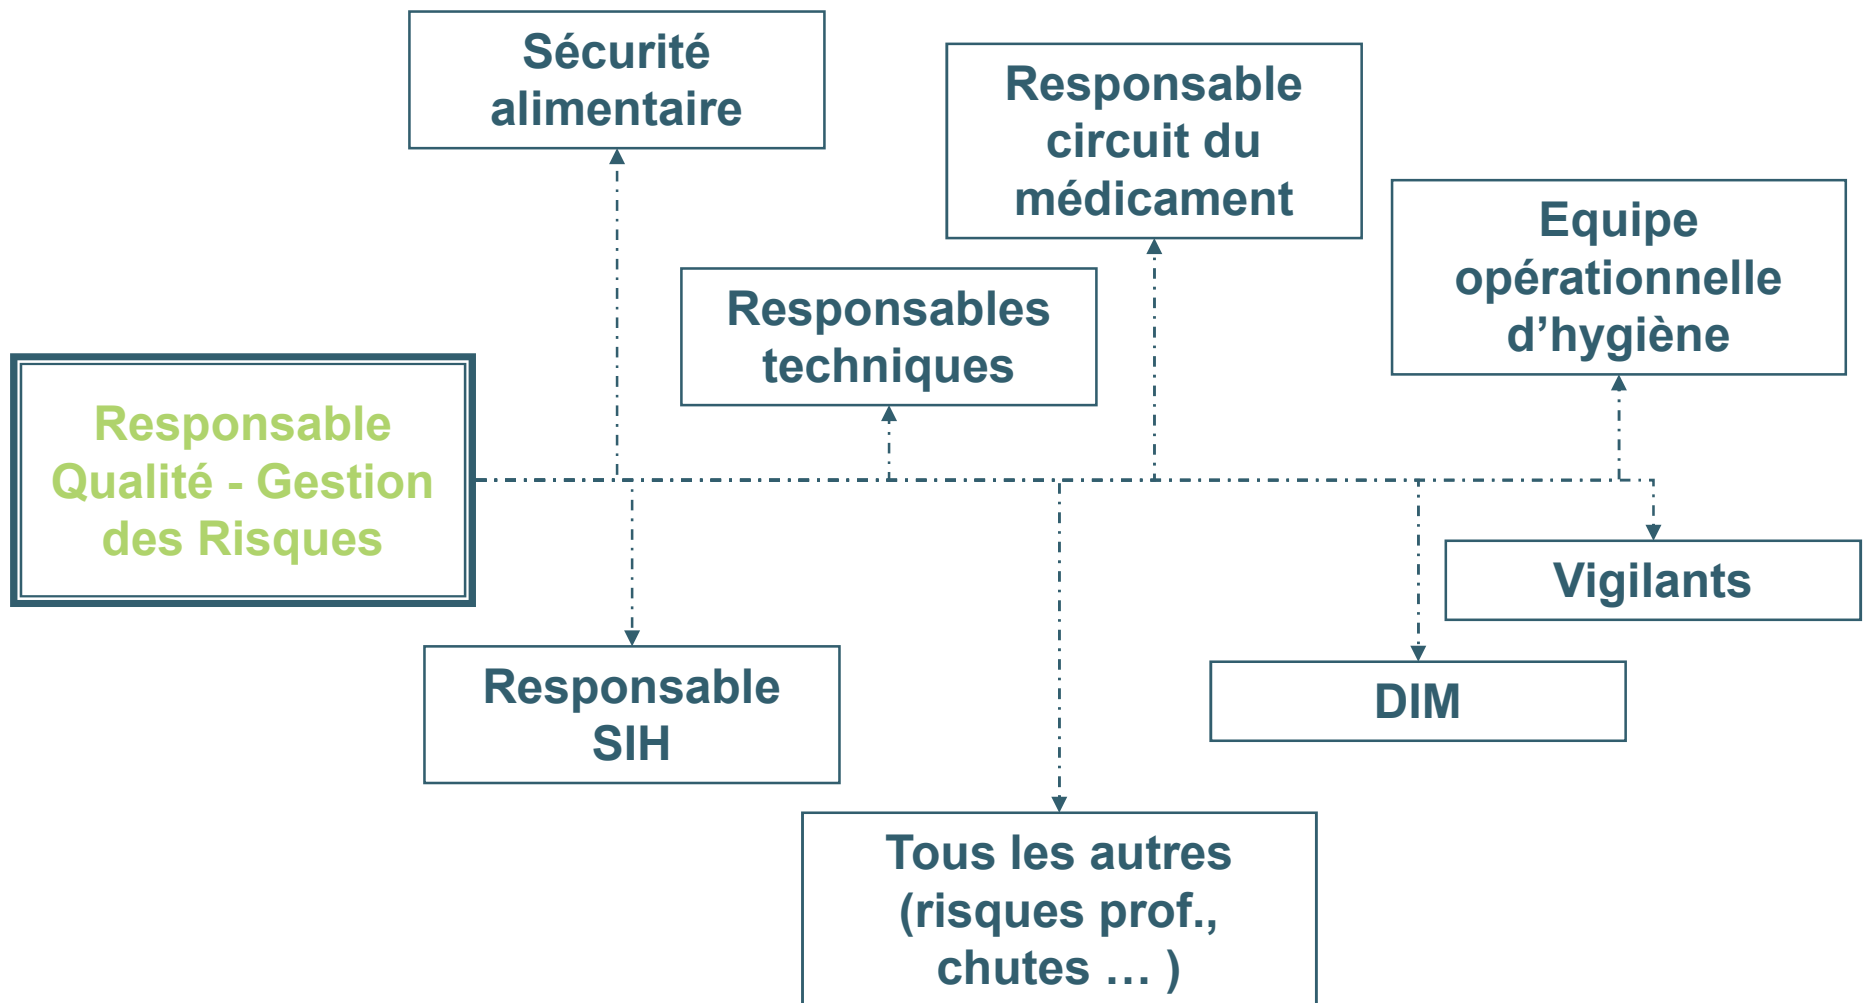 Sécurité
alimentaire
Responsable
circuit du
médicament
Equipe
opérationnelle
d’hygiène
Responsables
techniques
Responsable
Qualité - Gestion
des Risques
Vigilants
Responsable
SIH
DIM
Tous les autres
(risques prof.,
chutes … )